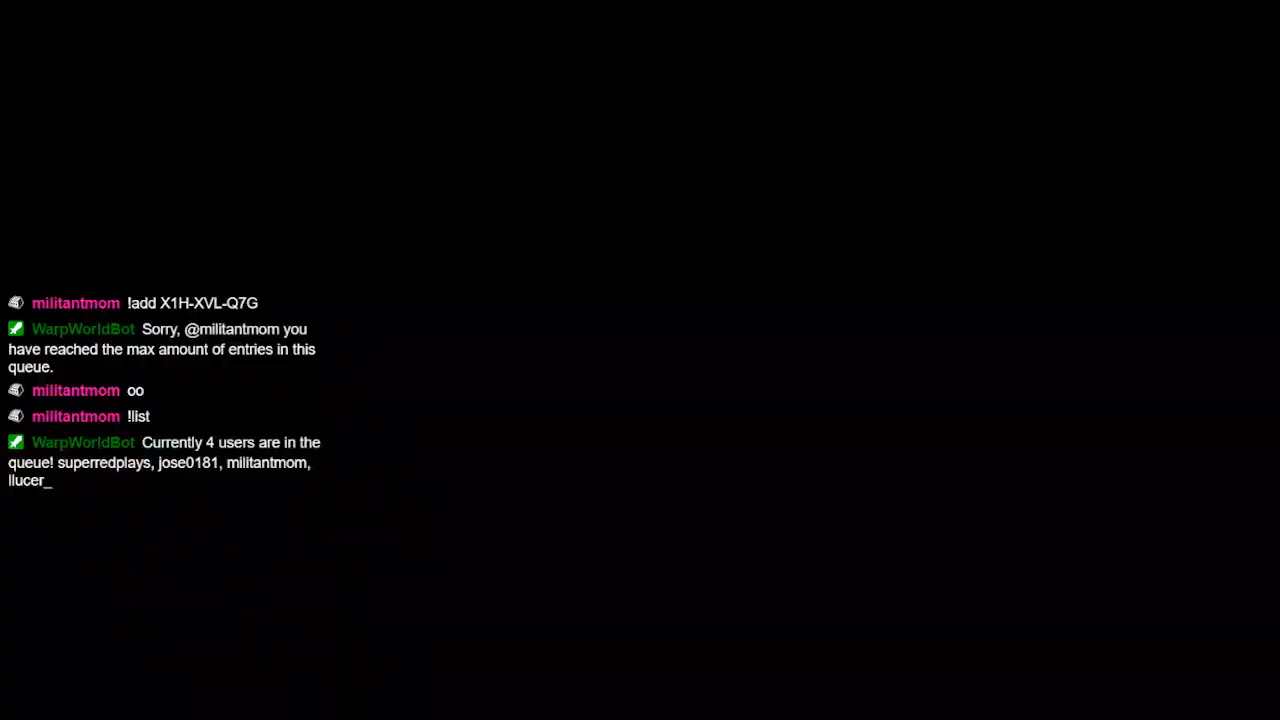 militantmom !add X1H-XVL-Q7G
WarpWorldBot Sorry, @militantmom you
have reached the max amount of entries in this
queue.
militantmom oo
militantmom !list
WarpWorldBot Currently 4 users are in the
queue! superredplays, jose0181, militantmom,
llucer_